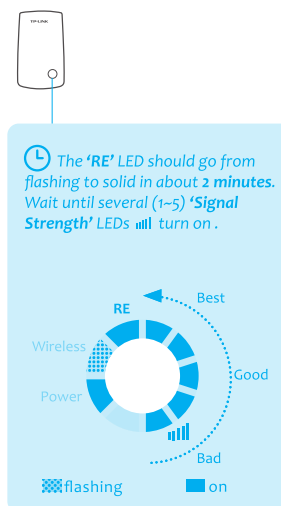 TP-LINK
The ‘RE’ LED should go from
flashing to solid in about 2 minutes.
Wait until several (1~5) ‘Signal
Strength’ LEDs turn on .
RE
Best
Wireless
Good
Power
Bad
flashing
on